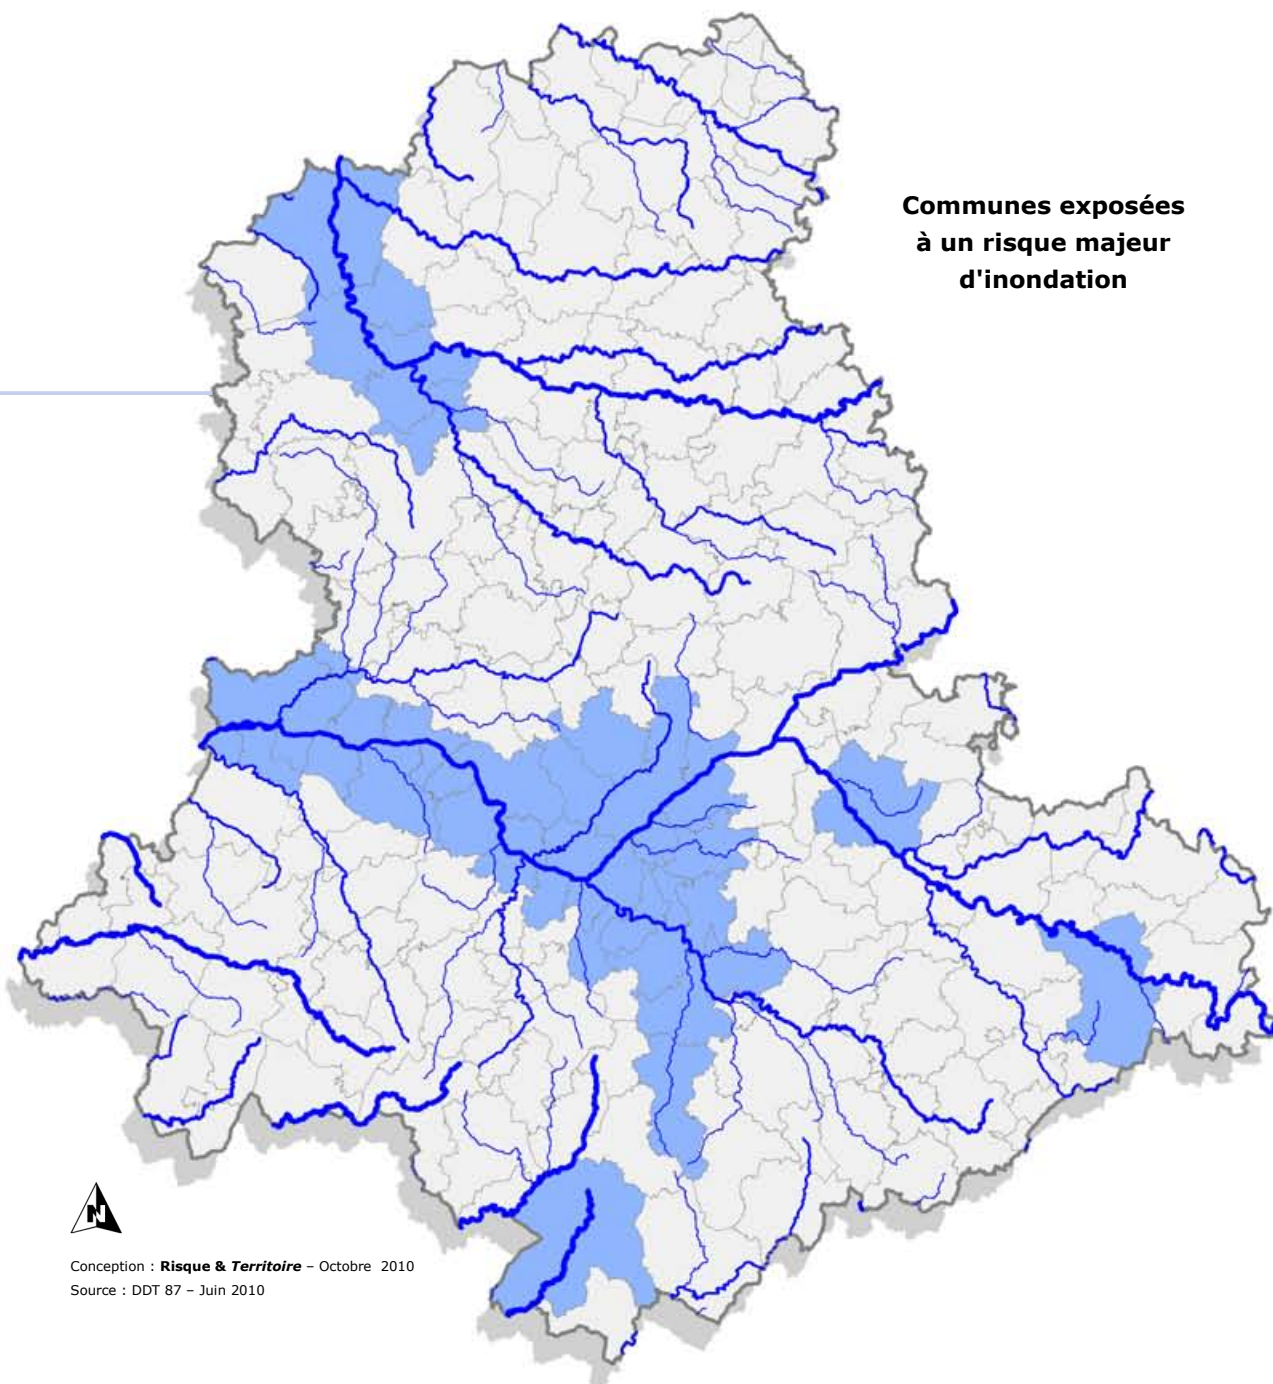 Communes exposées
à un risque majeur
d'inondation
N
Conception : Risque & Territoire – Octobre 2010
Source : DDT 87 – Juin 2010